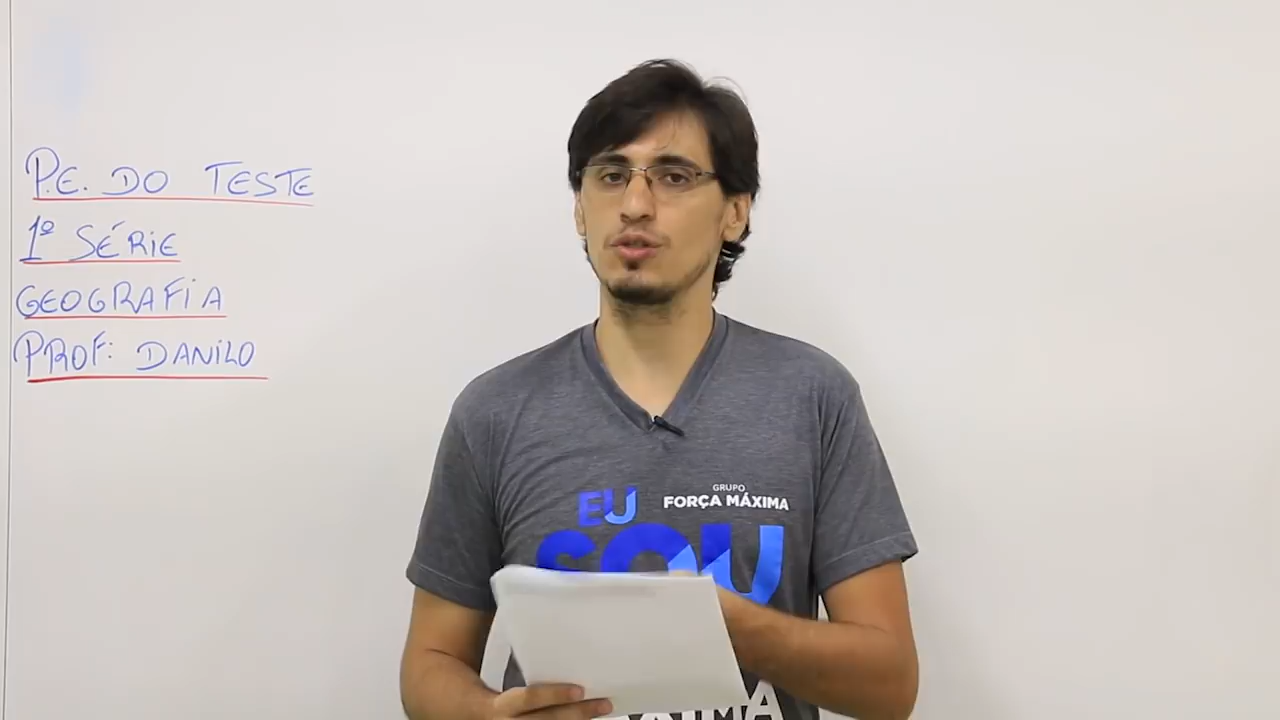 P.E. DO TESTE
1º SÉRIE
GEOGRAFIA
PROF: DANILO
GRUPO
EU FORÇA MÁXIMA
SOU